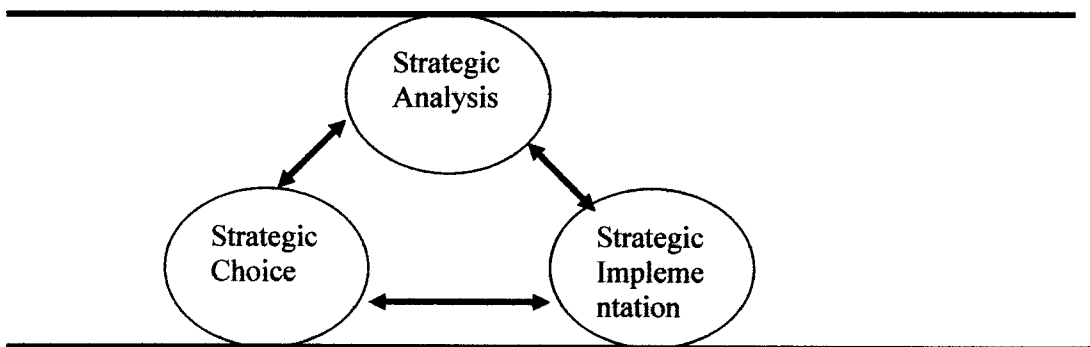 Strategic
Analysis
Strategic
Choice
Strategic
Impleme
ntation